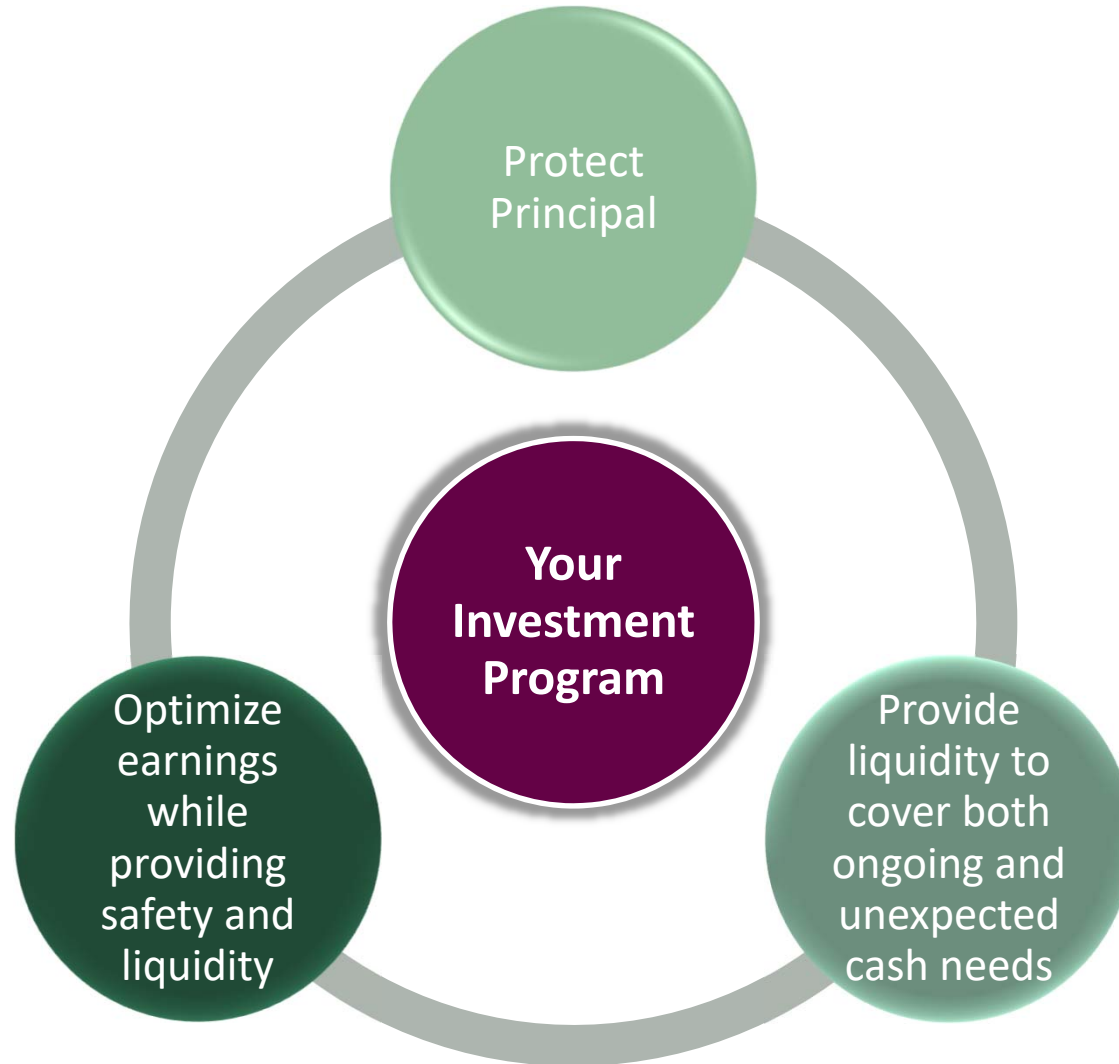 Protect
Principal
Your
Investment
Program
Optimize
earnings
while
providing
safety and
liquidity
Provide
liquidity to
cover both
ongoing and
unexpected
cash needs